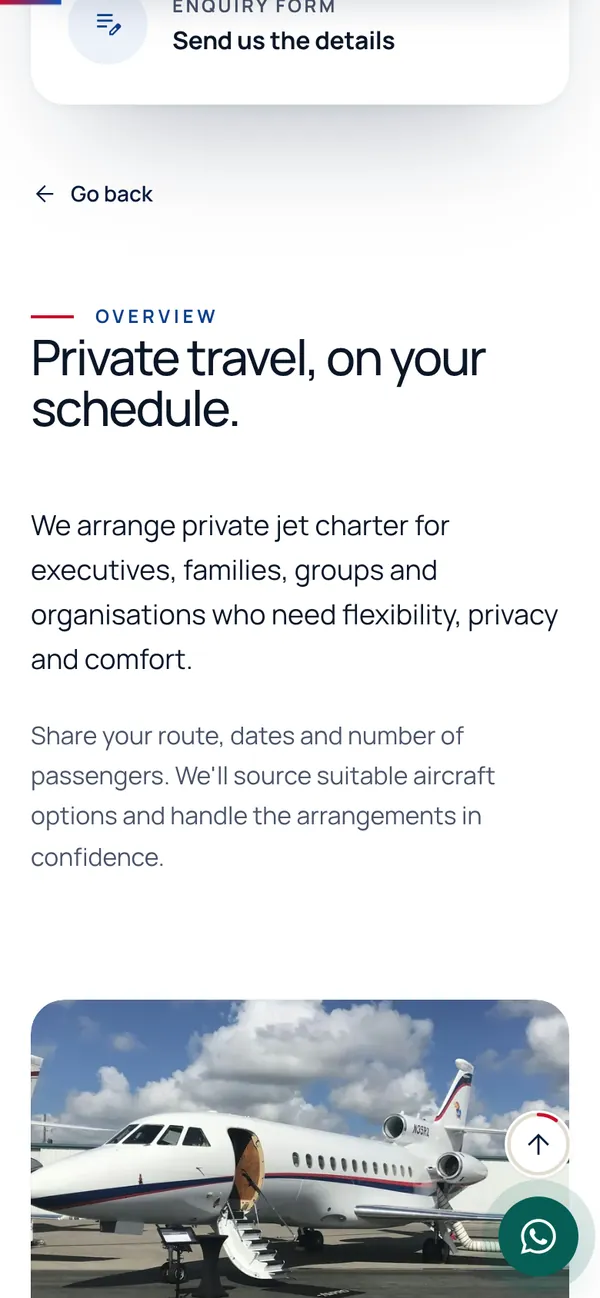 ENQUIRY FORM
Send us the details
Go back
OVERVIEW
Private travel, on your
schedule.
We arrange private jet charter for
executives, families, groups and
organisations who need flexibility, privacy
and comfort.
Share your route, dates and number of
passengers. We'll source suitable aircraft
options and handle the arrangements in
confidence.